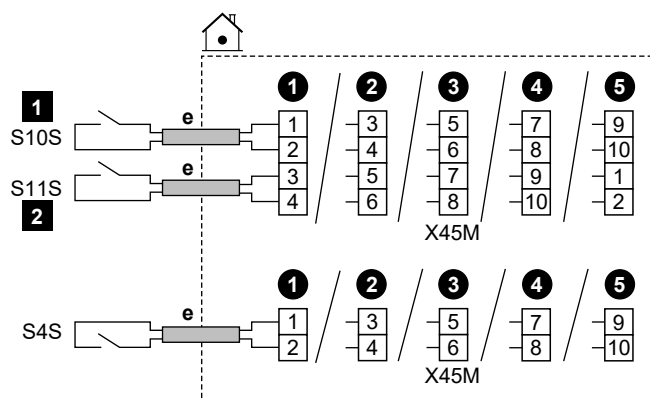 1 2 3 4 5
1
S10S
e
1 3 5 7 9
2 4 6 8 10
S11S
e
3 5 7 9 1
4 6 8 10 2
2
X45M
1 2 3 4 5
S4S
e
1 3 5 7 9
2 4 6 8 10
X45M